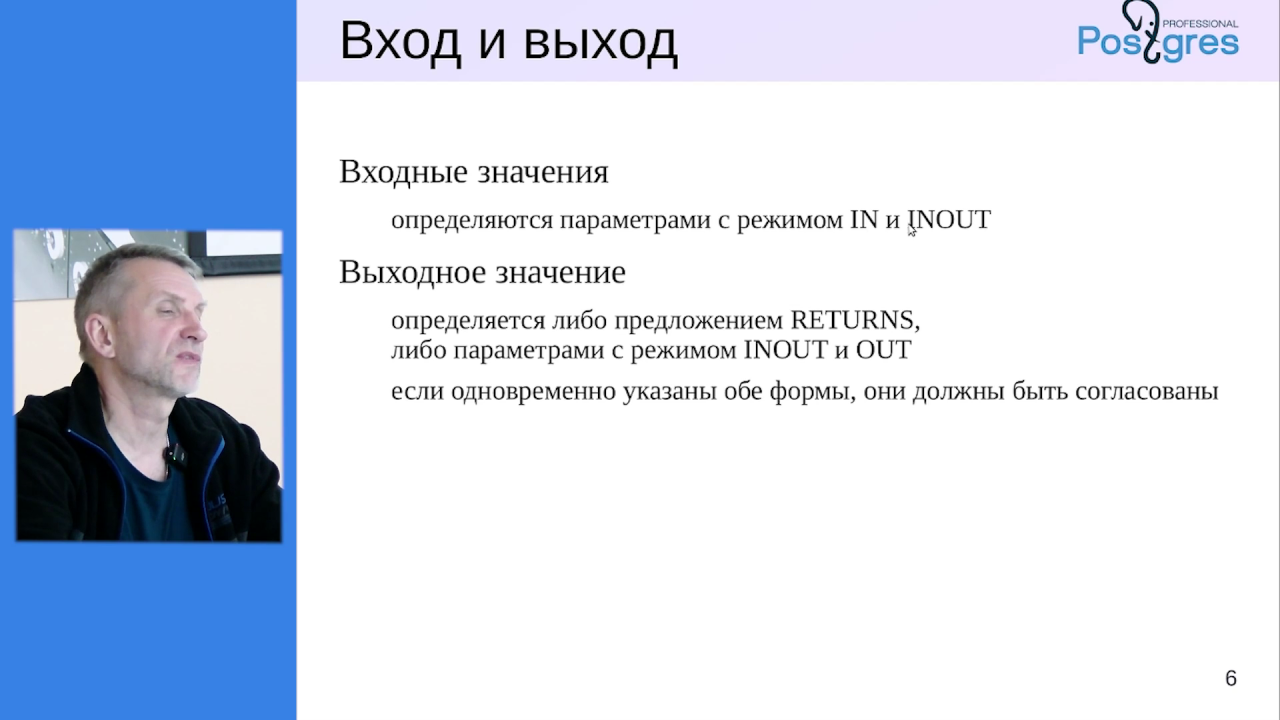 Вход и выход
PROFESSIONAL
Postgres
Входные значения
определяются параметрами с режимом IN и INOUT
Выходное значение
определяется либо предложением RETURNS,
либо параметрами с режимом INOUT и OUT
если одновременно указаны обе формы, они должны быть согласованы
6